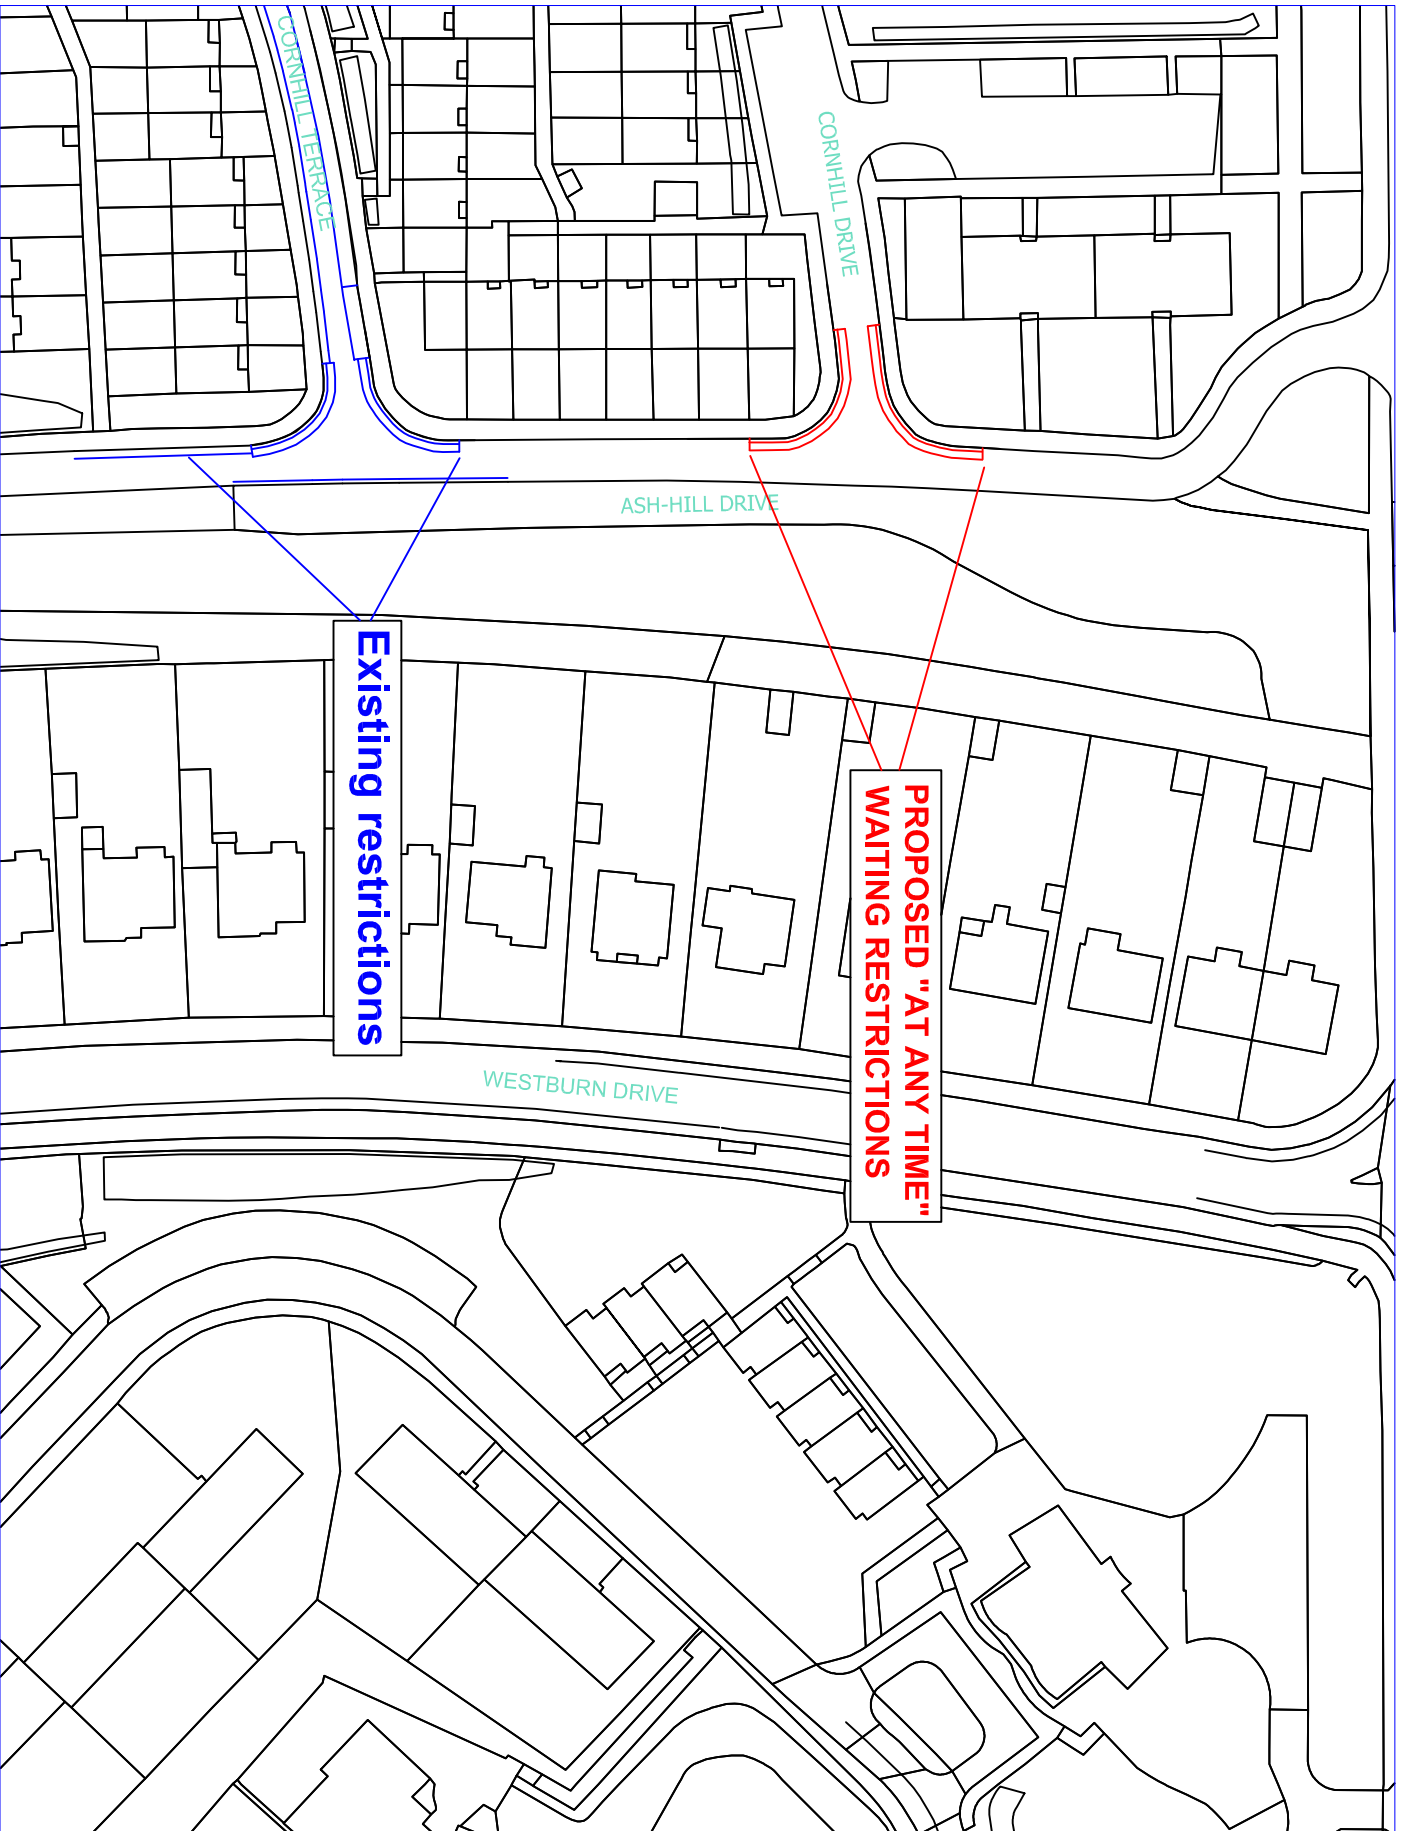 CORNHILL TERRACE
CORNHILL DRIVE
ASH-HILL DRIVE
Existing restrictions
PROPOSED "AT ANY TIME"
WAITING RESTRICTIONS
WESTBURN DRIVE